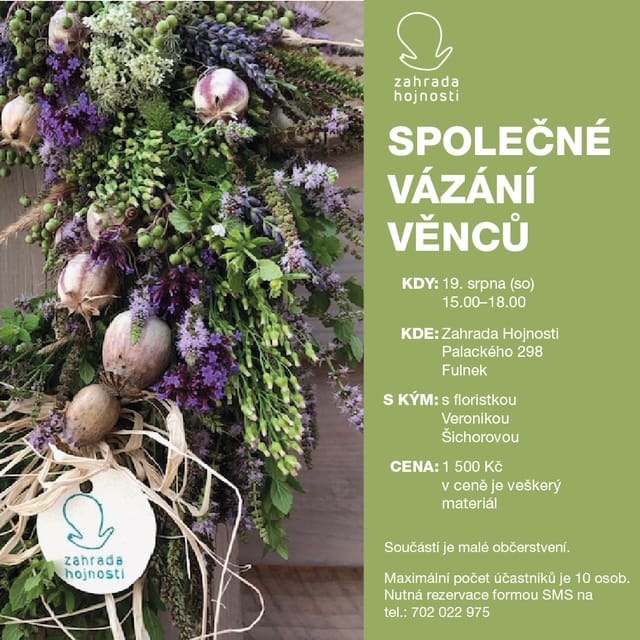 zahrada
hojnosti
SPOLEČNÉ
VÁZÁNÍ
VĚNCŮ
KDY: 19. srpna (so)
15.00–18.00
KDE: Zahrada Hojnosti
Palackého 298
Fulnek
S KÝM: s floristkou
Veronikou
Šichorovou
CENA: 1 500 Kč
v ceně je veškerý
materiál
Součástí je malé občerstvení.
Maximální počet účastníků je 10 osob.
Nutná rezervace formou SMS na
tel.: 702 022 975
zahrada
hojnosti